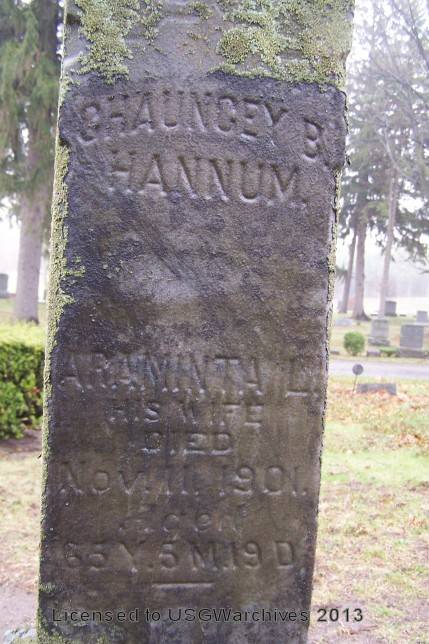 CHAUNCEY B.
HANNUM.
ARAMINTA L.
HIS WIFE
DIED
NOV. 11. 1901.
AGED
65 Y. 5 M. 19 D.
Licensed to USGWarchives 2013